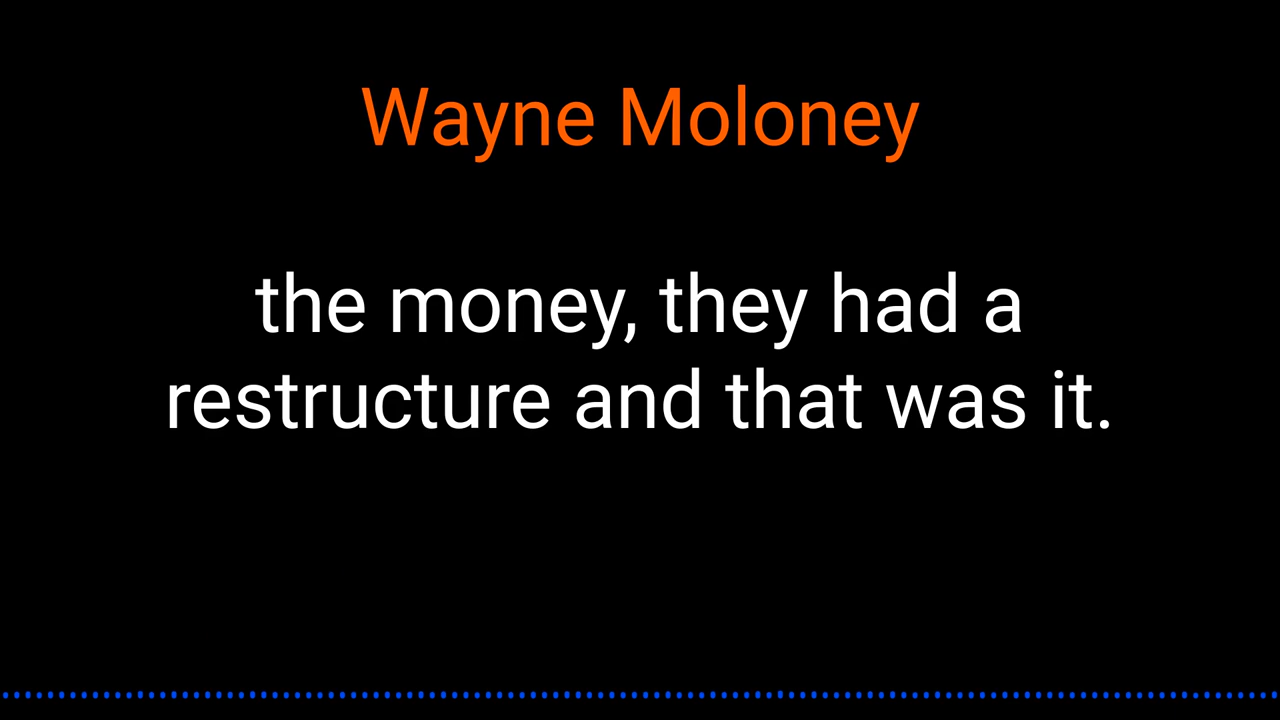 Wayne Moloney
the money, they had a
restructure and that was it.